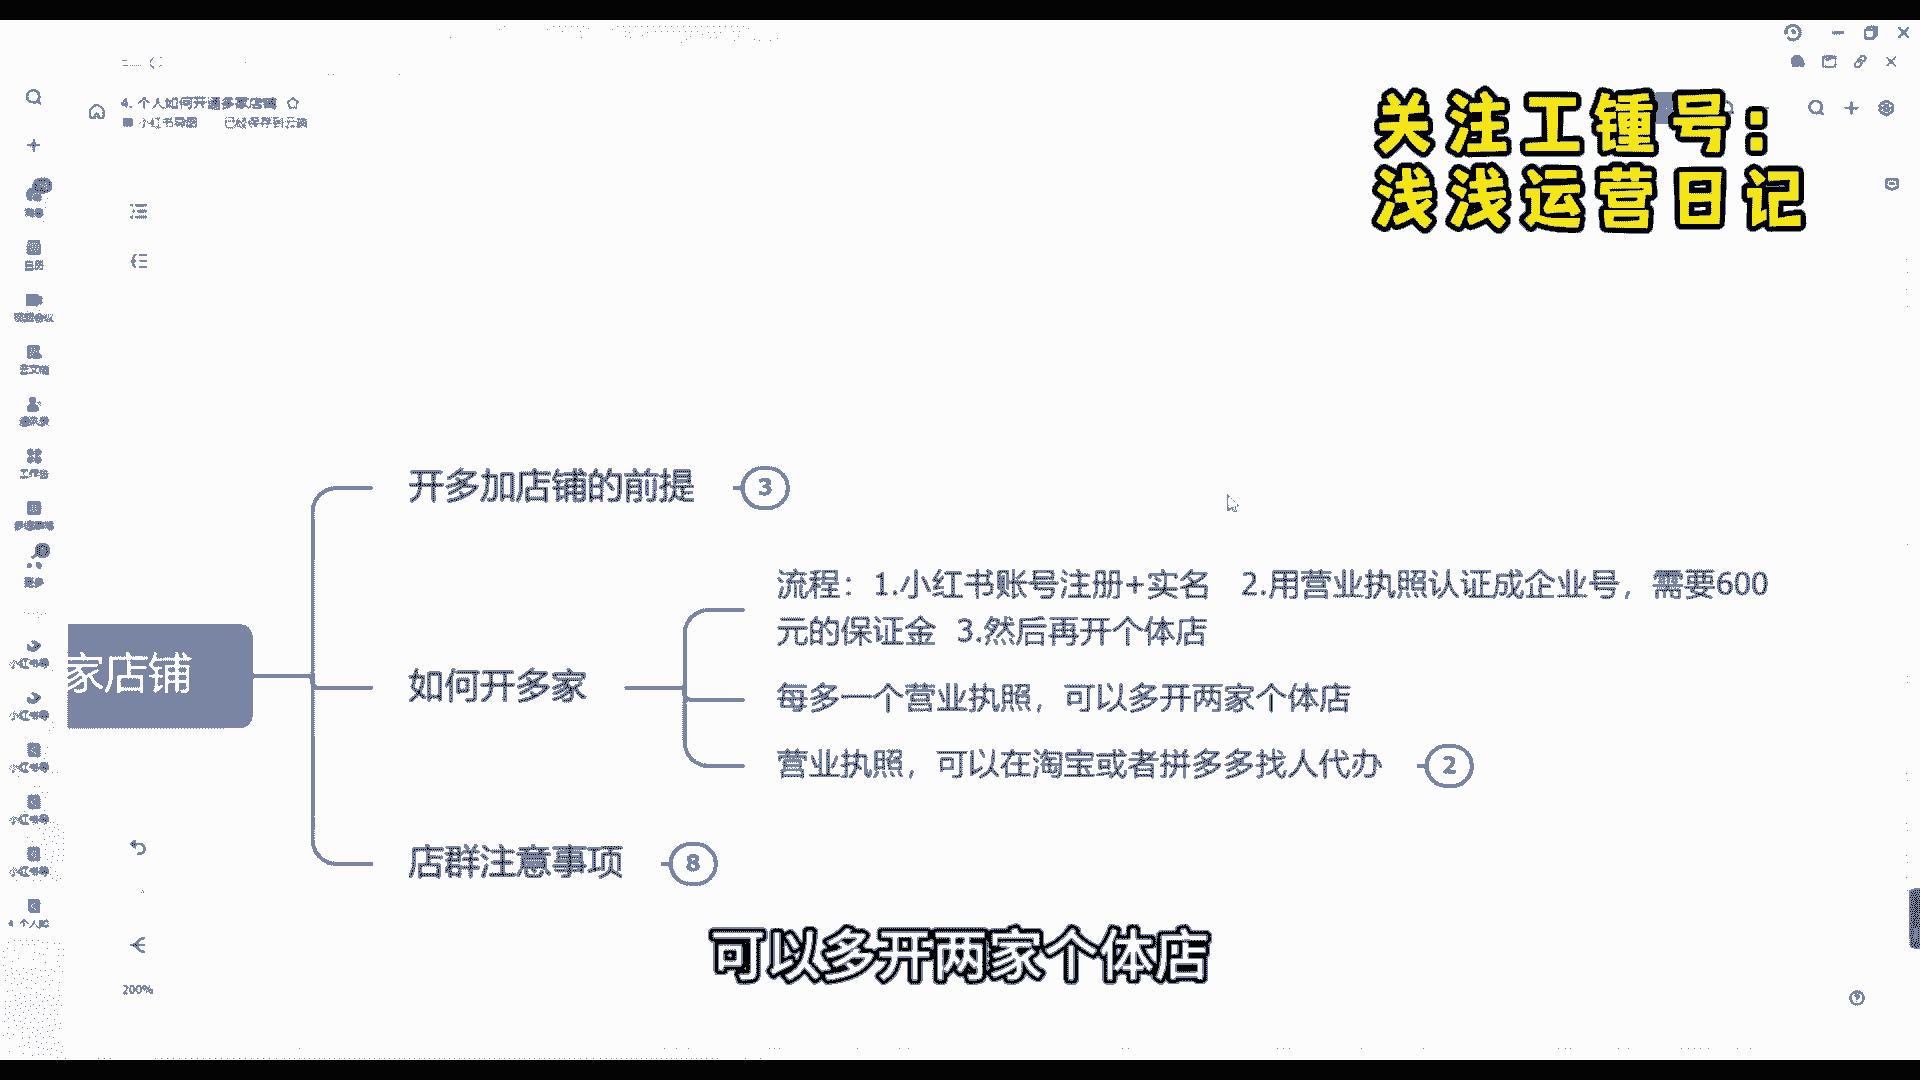 4. 个人如何开通多家店铺
小红书导图 已经保存到云端
关注工锺号：
浅浅运营日记
开多加店铺的前提
3
流程：1.小红书账号注册+实名 2.用营业执照认证成企业号，需要600
元的保证金 3.然后再开个体店
家店铺
如何开多家
每多一个营业执照，可以多开两家个体店
营业执照，可以在淘宝或者拼多多找人代办
2
店群注意事项
8
可以多开两家个体店
200%